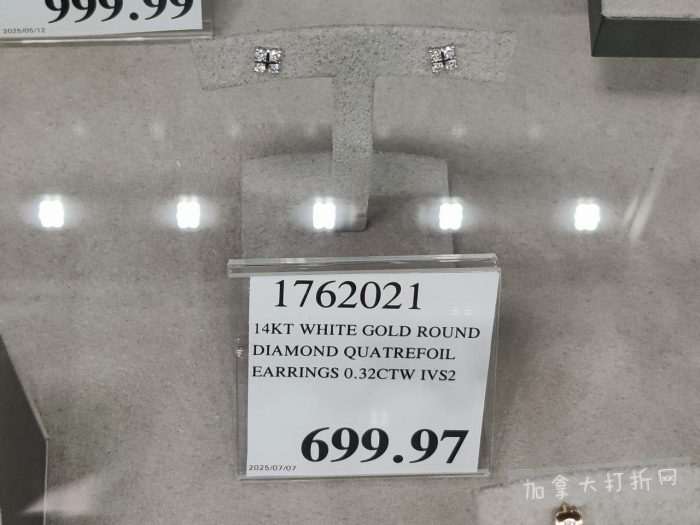 999.99
2025/05/12
1762021
14KT WHITE GOLD ROUND
DIAMOND QUATREFOIL
EARRINGS 0.32CTW IVS2
699.97
2025/07/07
加拿大打折网